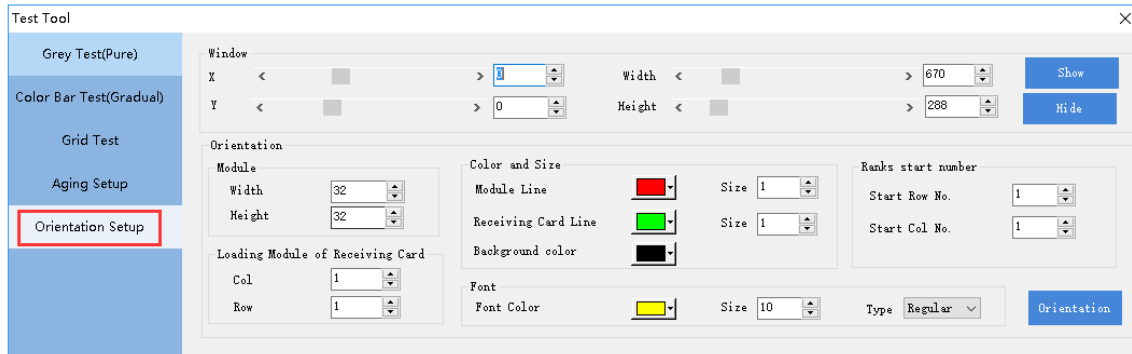 Test Tool
Grey Test(Pure)
Color Bar Test(Gradual)
Grid Test
Aging Setup
Orientation Setup
Window
X 0 Width 670 Show
Y 0 Height 288 Hide
Orientation
Module
Width 32
Height 32
Loading Module of Receiving Card
Col 1
Row 1
Color and Size
Module Line Size 1
Receiving Card Line Size 1
Background color
Font
Font Color Size 10 Type Regular
Ranks start number
Start Row No. 1
Start Col No. 1
Orientation